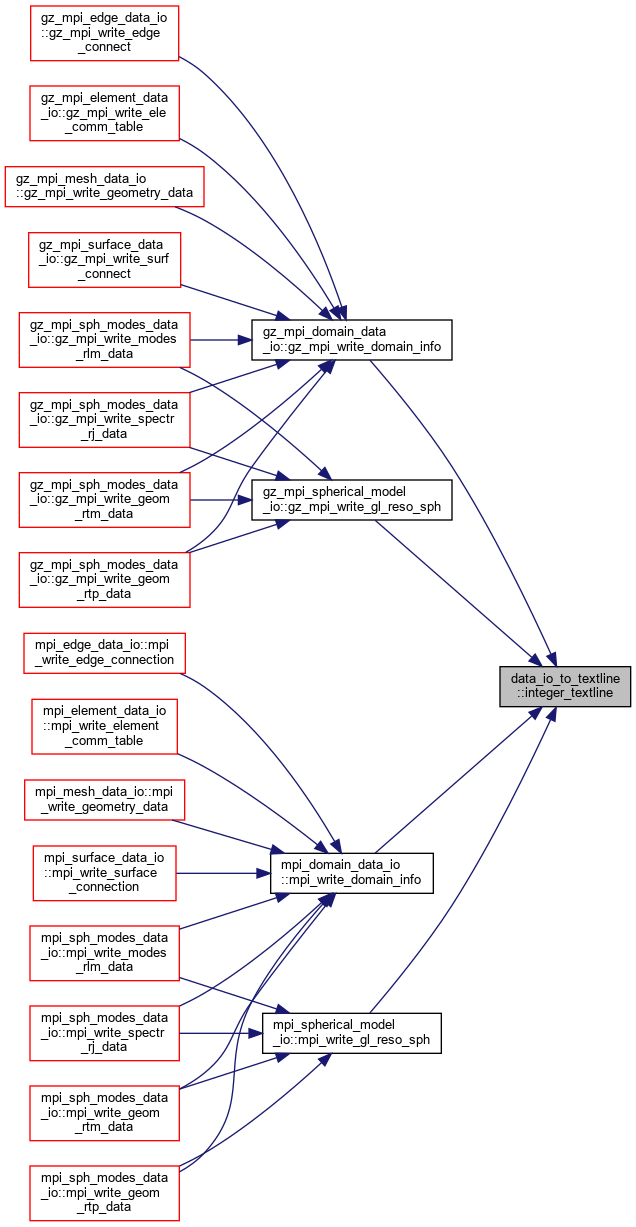 gz_mpi_edge_data_io
::gz_mpi_write_edge
_connect
gz_mpi_element_data
_io::gz_mpi_write_ele
_comm_table
gz_mpi_mesh_data_io
::gz_mpi_write_geometry_data
gz_mpi_surface_data
_io::gz_mpi_write_surf
_connect
gz_mpi_sph_modes_data
_io::gz_mpi_write_modes
_rlm_data
gz_mpi_domain_data
_io::gz_mpi_write_domain_info
gz_mpi_sph_modes_data
_io::gz_mpi_write_spectr
_rj_data
gz_mpi_sph_modes_data
_io::gz_mpi_write_geom
_rtm_data
gz_mpi_spherical_model
_io::gz_mpi_write_gl_reso_sph
gz_mpi_sph_modes_data
_io::gz_mpi_write_geom
_rtp_data
mpi_edge_data_io::mpi
_write_edge_connection
data_io_to_textline
::integer_textline
mpi_element_data_io
::mpi_write_element
_comm_table
mpi_mesh_data_io::mpi
_write_geometry_data
mpi_surface_data_io
::mpi_write_surface
_connection
mpi_domain_data_io
::mpi_write_domain_info
mpi_sph_modes_data
_io::mpi_write_modes
_rlm_data
mpi_sph_modes_data
_io::mpi_write_spectr
_rj_data
mpi_spherical_model
_io::mpi_write_gl_reso_sph
mpi_sph_modes_data
_io::mpi_write_geom
_rtm_data
mpi_sph_modes_data
_io::mpi_write_geom
_rtp_data